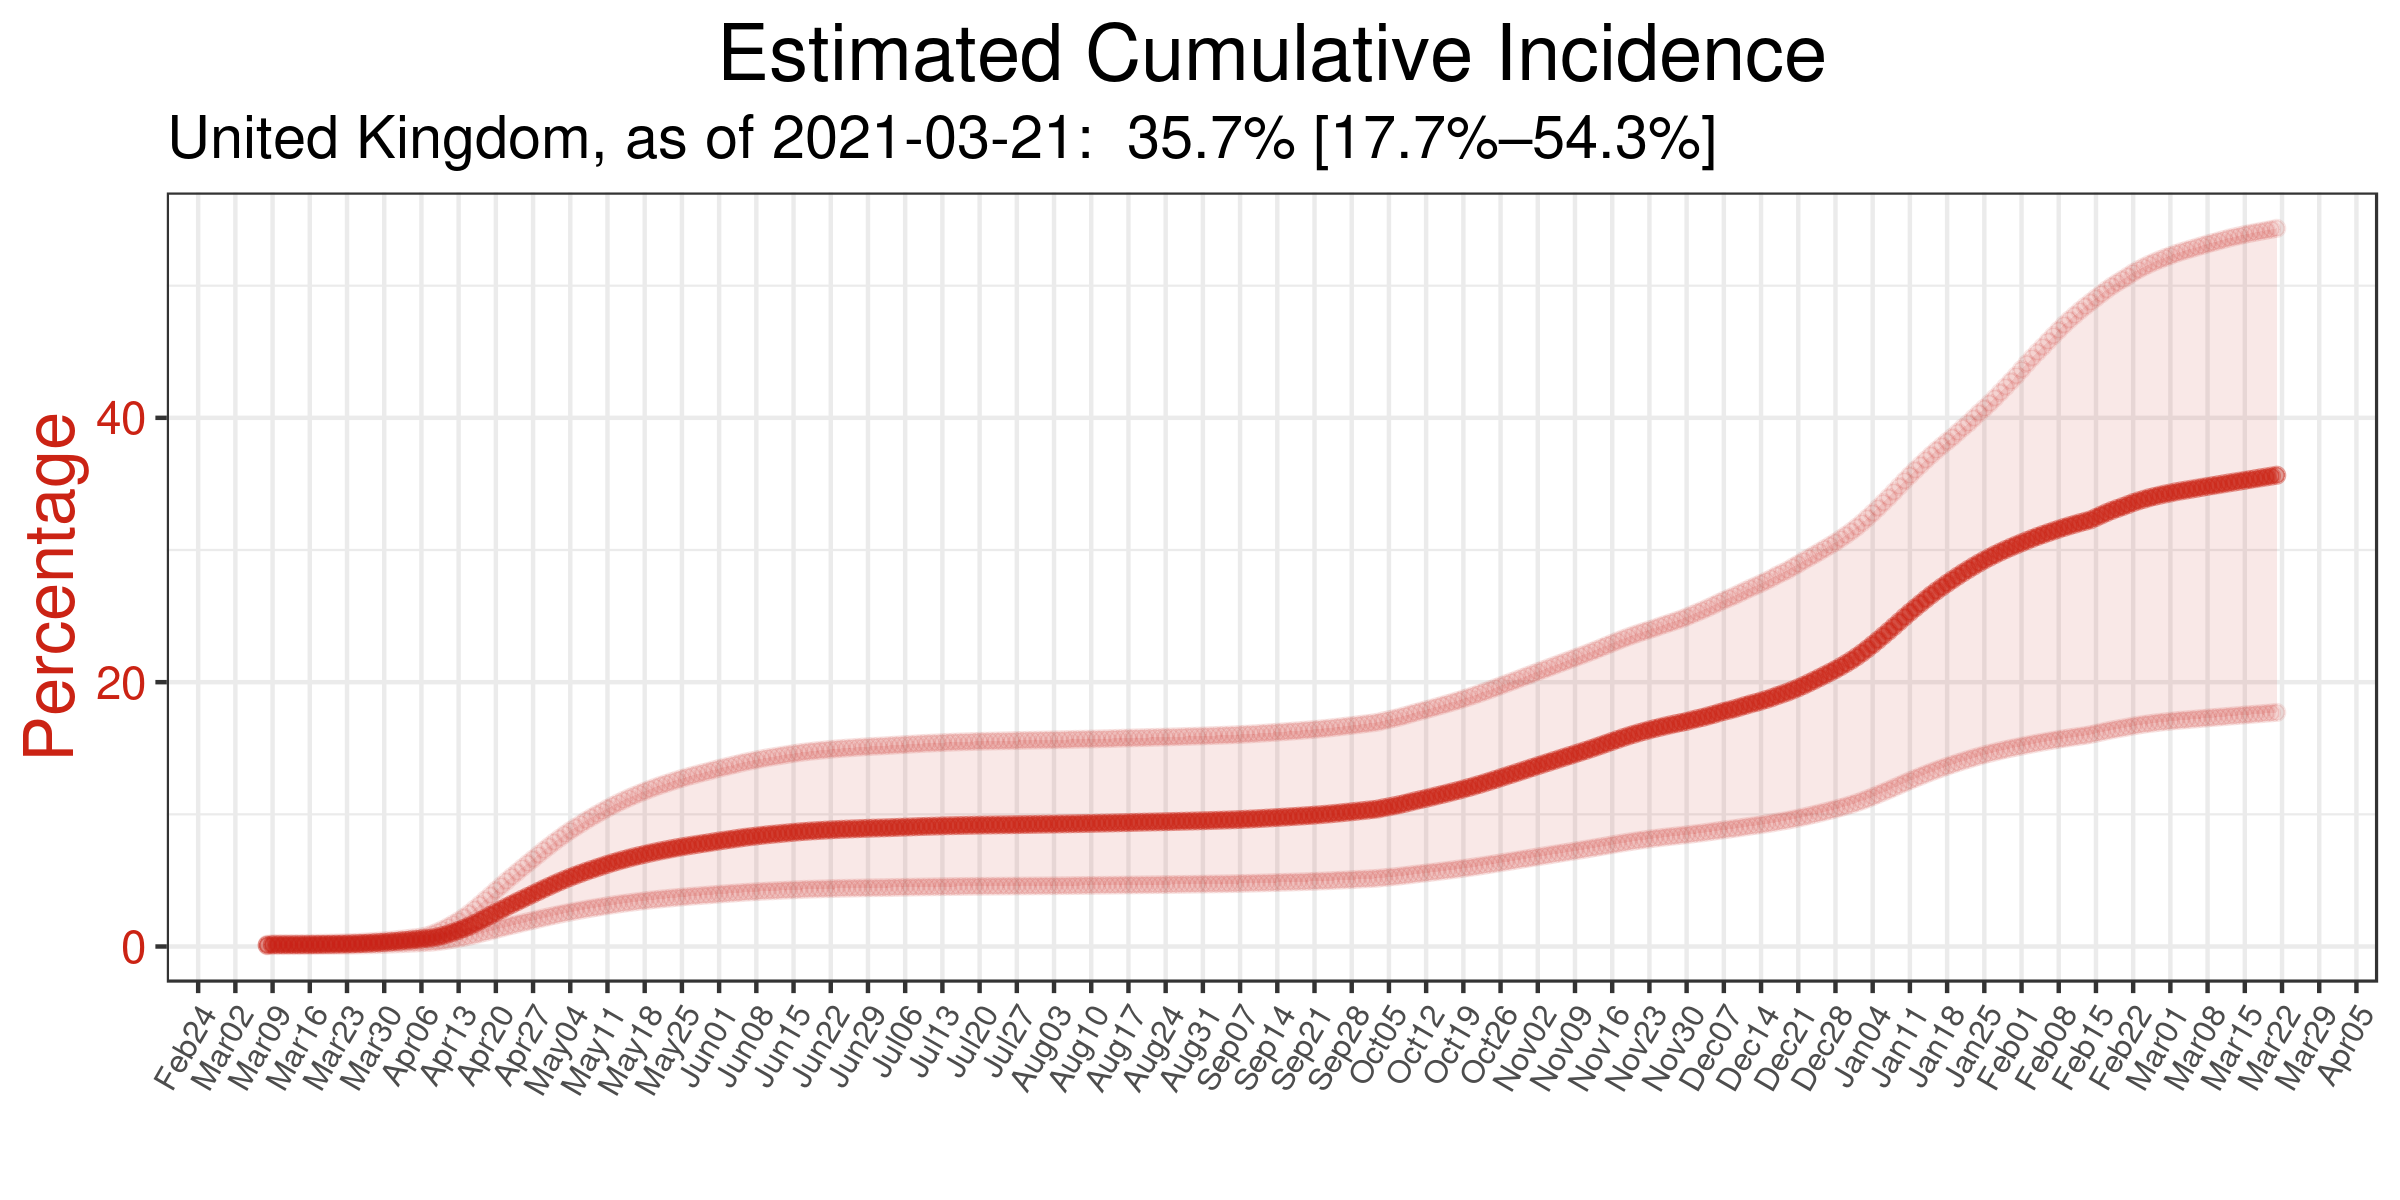 Estimated Cumulative Incidence
United Kingdom, as of 2021-03-21:  35.7% [17.7%–54.3%]
Percentage
40
20
0
Feb24
Mar02
Mar09
Mar16
Mar23
Mar30
Apr06
Apr13
Apr20
Apr27
May04
May11
May18
May25
Jun01
Jun08
Jun15
Jun22
Jun29
Jul06
Jul13
Jul20
Jul27
Aug03
Aug10
Aug17
Aug24
Aug31
Sep07
Sep14
Sep21
Sep28
Oct05
Oct12
Oct19
Oct26
Nov02
Nov09
Nov16
Nov23
Nov30
Dec07
Dec14
Dec21
Dec28
Jan04
Jan11
Jan18
Jan25
Feb01
Feb08
Feb15
Feb22
Mar01
Mar08
Mar15
Mar22
Mar29
Apr05